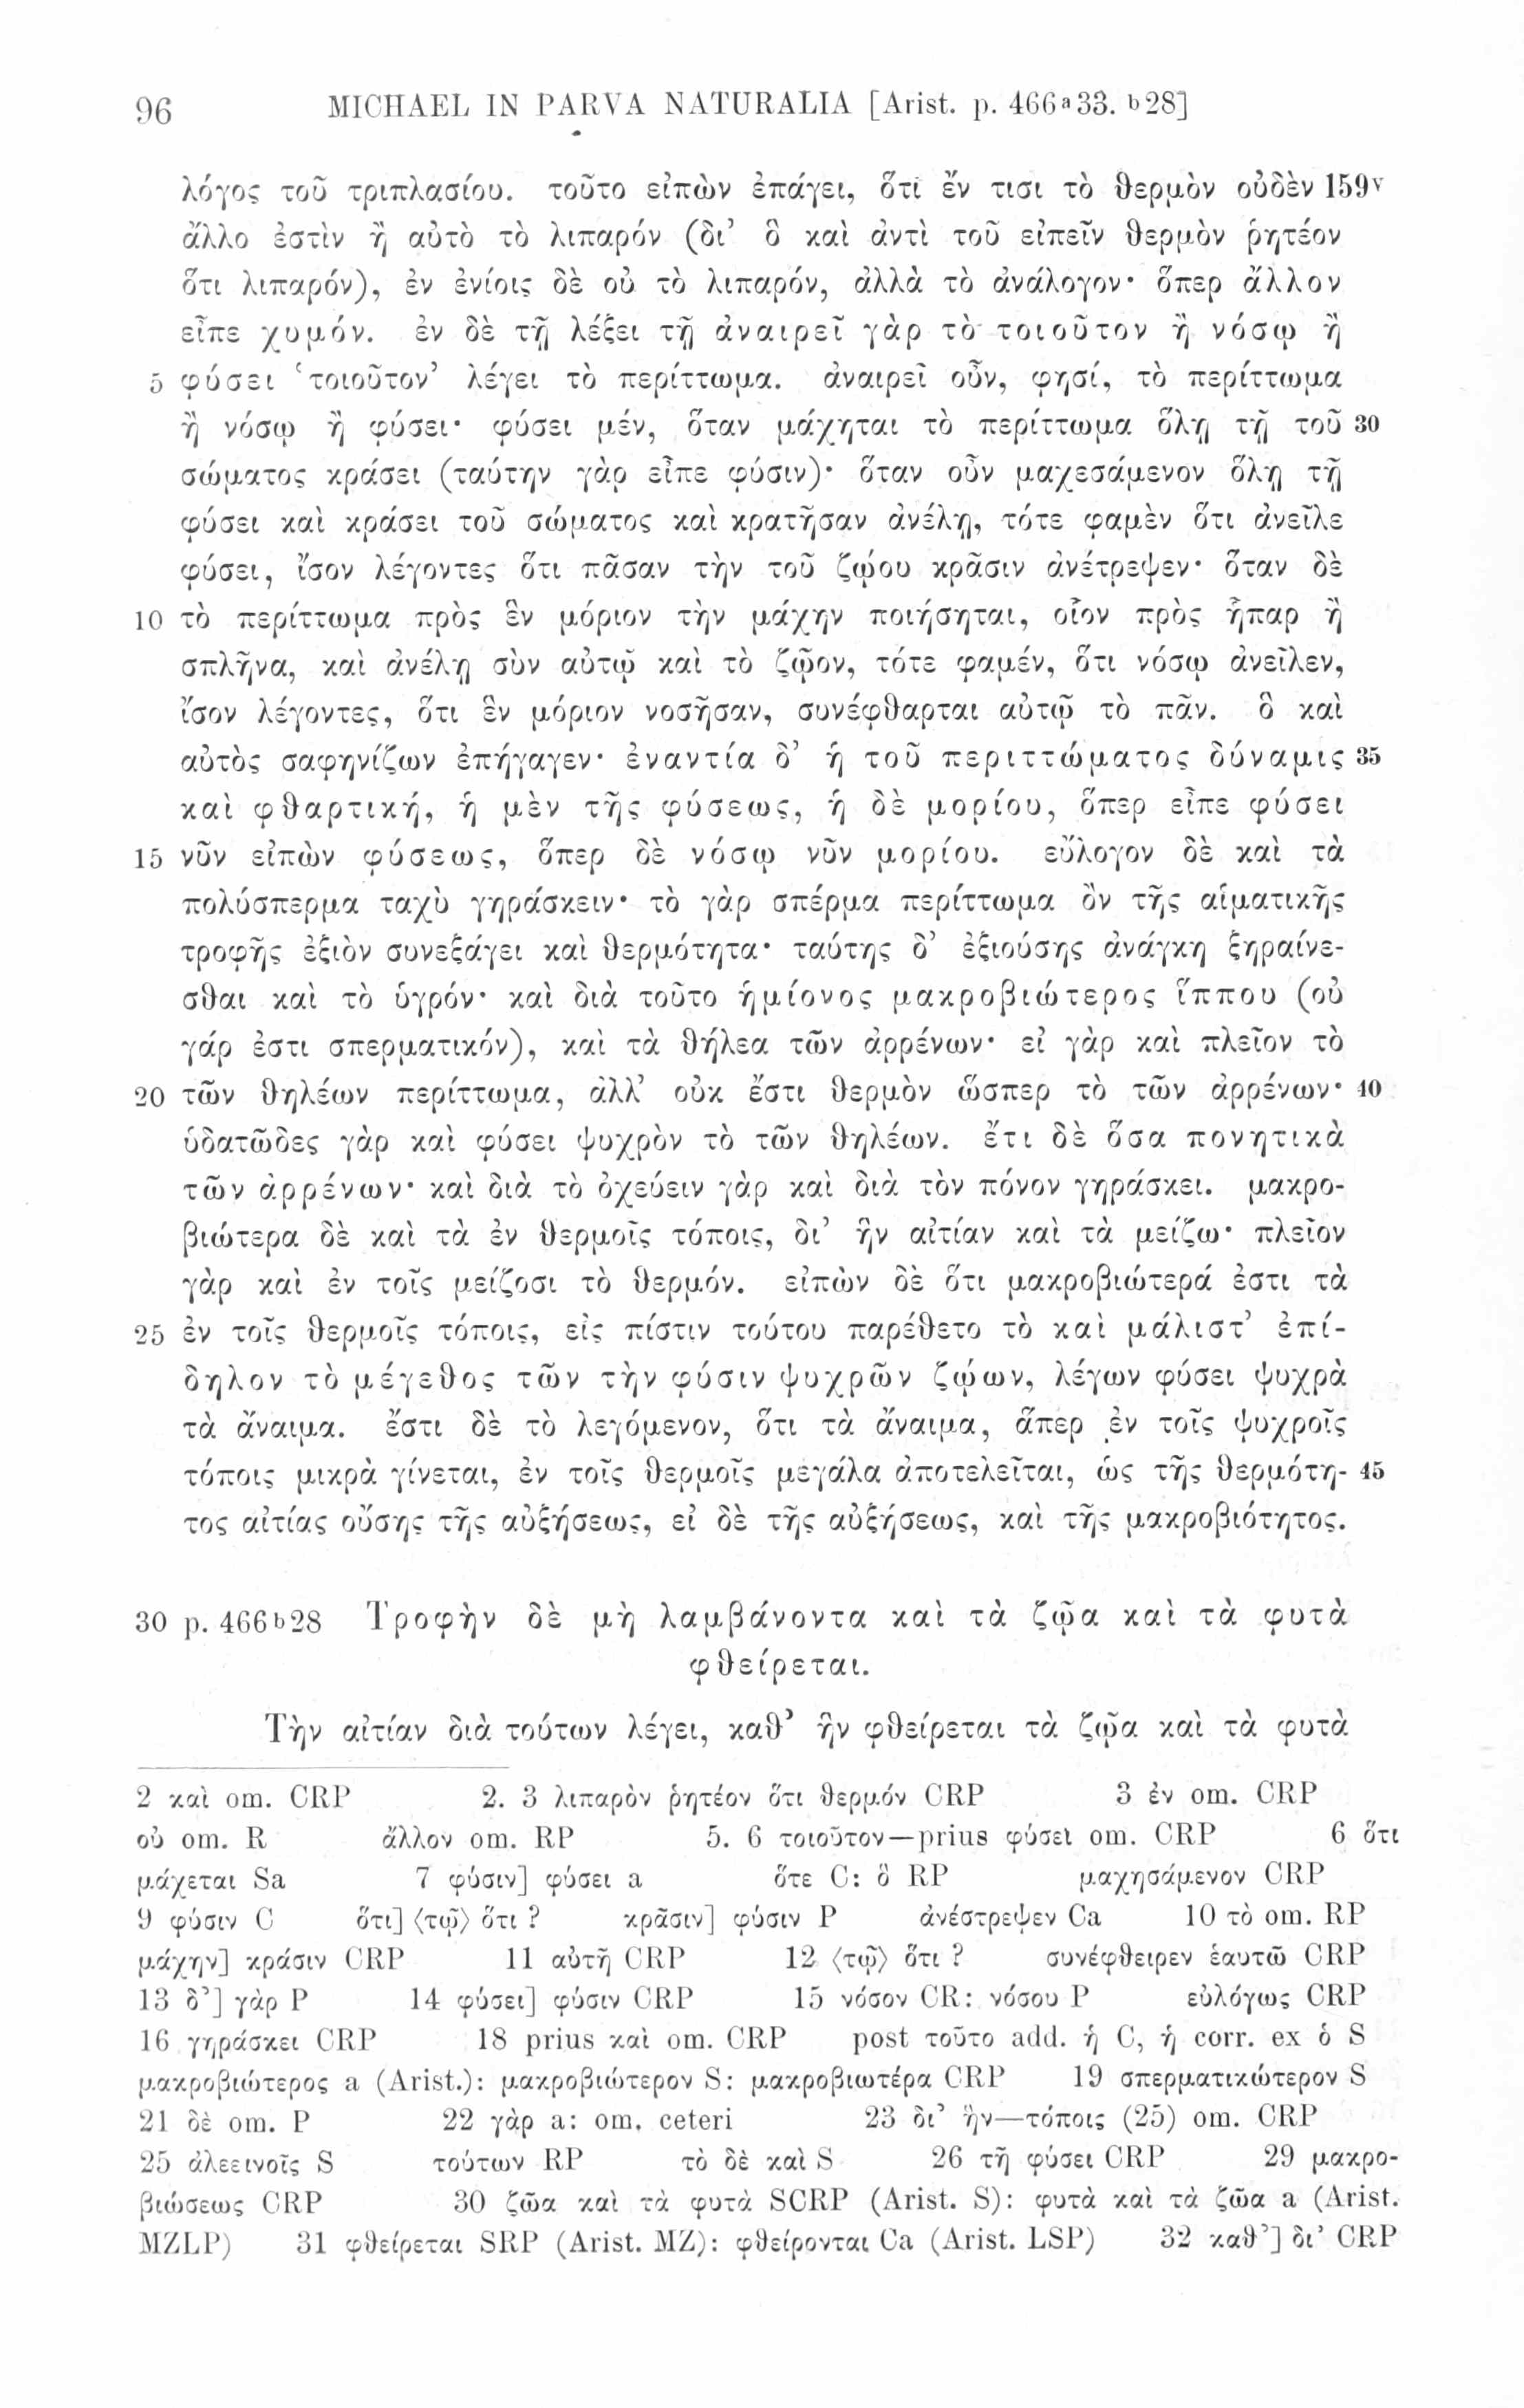 96 MICHAEL IN PARVA NATURALIA [Arist. p. 466ᵃ33. ᵇ28]
λόγος τοῦ τριπλασίου. τοῦτο εἰπὼν ἐπάγει, ὅτι ἔν τισι τὸ θερμὸν οὐδὲν 159ᵛ
ἄλλο ἐστὶν ἢ αὐτὸ τὸ λιπαρόν (δι’ ὃ καὶ ἀντὶ τοῦ εἰπεῖν θερμὸν ῥητέον
ὅτι λιπαρόν), ἐν ἐνίοις δὲ οὐ τὸ λιπαρόν, ἀλλὰ τὸ ἀνάλογον· ὅπερ ἄλλον
εἶπε χυμόν. ἐν δὲ τῇ λέξει τῇ ἀναιρεῖ γὰρ τὸ τοιοῦτον ἢ νόσῳ ἢ
5 φύσει ‘τοιοῦτον’ λέγει τὸ περίττωμα. ἀναιρεῖ οὖν, φησί, τὸ περίττωμα
ἢ νόσῳ ἢ φύσει· φύσει μέν, ὅταν μάχηται τὸ περίττωμα ὅλῃ τῇ τοῦ 30
σώματος κράσει (ταύτην γὰρ εἶπε φύσιν)· ὅταν οὖν μαχεσάμενον ὅλῃ τῇ
φύσει καὶ κράσει τοῦ σώματος καὶ κρατῆσαν ἀνέλῃ, τότε φαμὲν ὅτι ἀνεῖλε
φύσει, ἴσον λέγοντες ὅτι πᾶσαν τὴν τοῦ ζῴου κρᾶσιν ἀνέτρεψεν· ὅταν δὲ
10 τὸ περίττωμα πρὸς ἓν μόριον τὴν μάχην ποιήσηται, οἷον πρὸς ἧπαρ ἢ
σπλῆνα, καὶ ἀνέλῃ σὺν αὐτῷ καὶ τὸ ζῷον, τότε φαμέν, ὅτι νόσῳ ἀνεῖλεν,
ἴσον λέγοντες, ὅτι ἓν μόριον νοσῆσαν, συνέφθαρται αὐτῷ τὸ πᾶν. ὃ καὶ
αὐτὸς σαφηνίζων ἐπήγαγεν· ἐναντία δ’ ἡ τοῦ περιττώματος δύναμις 35
καὶ φθαρτική, ἡ μὲν τῆς φύσεως, ἡ δὲ μορίου, ὅπερ εἶπε φύσει
15 νῦν εἰπὼν φύσεως, ὅπερ δὲ νόσῳ νῦν μορίου. εὔλογον δὲ καὶ τὰ
πολύσπερμα ταχὺ γηράσκειν· τὸ γὰρ σπέρμα περίττωμα ὂν τῆς αἱματικῆς
τροφῆς ἐξιὸν συνεξάγει καὶ θερμότητα· ταύτης δ’ ἐξιούσης ἀνάγκη ξηραίνε-
σθαι καὶ τὸ ὑγρόν· καὶ διὰ τοῦτο ἡμίονος μακροβιώτερος ἵππου (οὐ
γάρ ἐστι σπερματικόν), καὶ τὰ θήλεα τῶν ἀρρένων· εἰ γὰρ καὶ πλεῖον τὸ
20 τῶν θηλέων περίττωμα, ἀλλ’ οὐκ ἔστι θερμὸν ὥσπερ τὸ τῶν ἀρρένων· 40
ὑδατῶδες γὰρ καὶ φύσει ψυχρὸν τὸ τῶν θηλέων. ἔτι δὲ ὅσα πονητικὰ
τῶν ἀρρένων· καὶ διὰ τὸ ὀχεύειν γὰρ καὶ διὰ τὸν πόνον γηράσκει. μακρο-
βιώτερα δὲ καὶ τὰ ἐν θερμοῖς τόποις, δι’ ἣν αἰτίαν καὶ τὰ μείζω· πλεῖον
γὰρ καὶ ἐν τοῖς μείζοσι τὸ θερμόν. εἰπὼν δὲ ὅτι μακροβιώτερά ἐστι τὰ
25 ἐν τοῖς θερμοῖς τόποις, εἰς πίστιν τούτου παρέθετο τὸ καὶ μάλιστ’ ἐπί-
δηλον τὸ μέγεθος τῶν τὴν φύσιν ψυχρῶν ζῴων, λέγων φύσει ψυχρὰ
τὰ ἄναιμα. ἔστι δὲ τὸ λεγόμενον, ὅτι τὰ ἄναιμα, ἅπερ ἐν τοῖς ψυχροῖς
τόποις μικρὰ γίνεται, ἐν τοῖς θερμοῖς μεγάλα ἀποτελεῖται, ὡς τῆς θερμότη- 45
τος αἰτίας οὔσης τῆς αὐξήσεως, εἰ δὲ τῆς αὐξήσεως, καὶ τῆς μακροβιότητος.
30 p. 466ᵇ28 Τροφὴν δὲ μὴ λαμβάνοντα καὶ τὰ ζῷα καὶ τὰ φυτὰ
φθείρεται.
Τὴν αἰτίαν διὰ τούτων λέγει, καθ’ ἣν φθείρεται τὰ ζῷα καὶ τὰ φυτὰ
2 καὶ om. CRP 2. 3 λιπαρὸν ῥητέον ὅτι θερμόν CRP 3 ἐν om. CRP
οὐ om. R ἄλλον om. RP 5. 6 τοιοῦτον—prius φύσει om. CRP 6 ὅτι
μάχεται Sa 7 φύσιν] φύσει a ὅτε C: ὃ RP μαχησάμενον CRP
9 φύσιν C ὅτι] ⟨τῷ⟩ ὅτι ? κρᾶσιν] φύσιν P ἀνέστρεψεν Ca 10 τὸ om. RP
μάχην] κράσιν CRP 11 αὐτῇ CRP 12 ⟨τῷ⟩ ὅτι ? συνέφθειρεν ἑαυτῶ CRP
13 δ’] γὰρ P 14 φύσει] φύσιν CRP 15 νόσον CR: νόσου P εὐλόγως CRP
16 γηράσκει CRP 18 prius καὶ om. CRP post τοῦτο add. ἡ C, ἡ corr. ex ὁ S
μακροβιώτερος a (Arist.): μακροβιώτερον S: μακροβιωτέρα CRP 19 σπερματικώτερον S
21 δὲ om. P 22 γὰρ a: om. ceteri 23 δι’ ἣν—τόποις (25) om. CRP
25 ἀλεεινοῖς S τούτων RP τὸ δὲ καὶ S 26 τῇ φύσει CRP 29 μακρο-
βιώσεως CRP 30 ζῶα καὶ τὰ φυτὰ SCRP (Arist. S): φυτὰ καὶ τὰ ζῶα a (Arist.
MZLP) 31 φθείρεται SRP (Arist. MZ): φθείρονται Ca (Arist. LSP) 32 καθ’] δι’ CRP